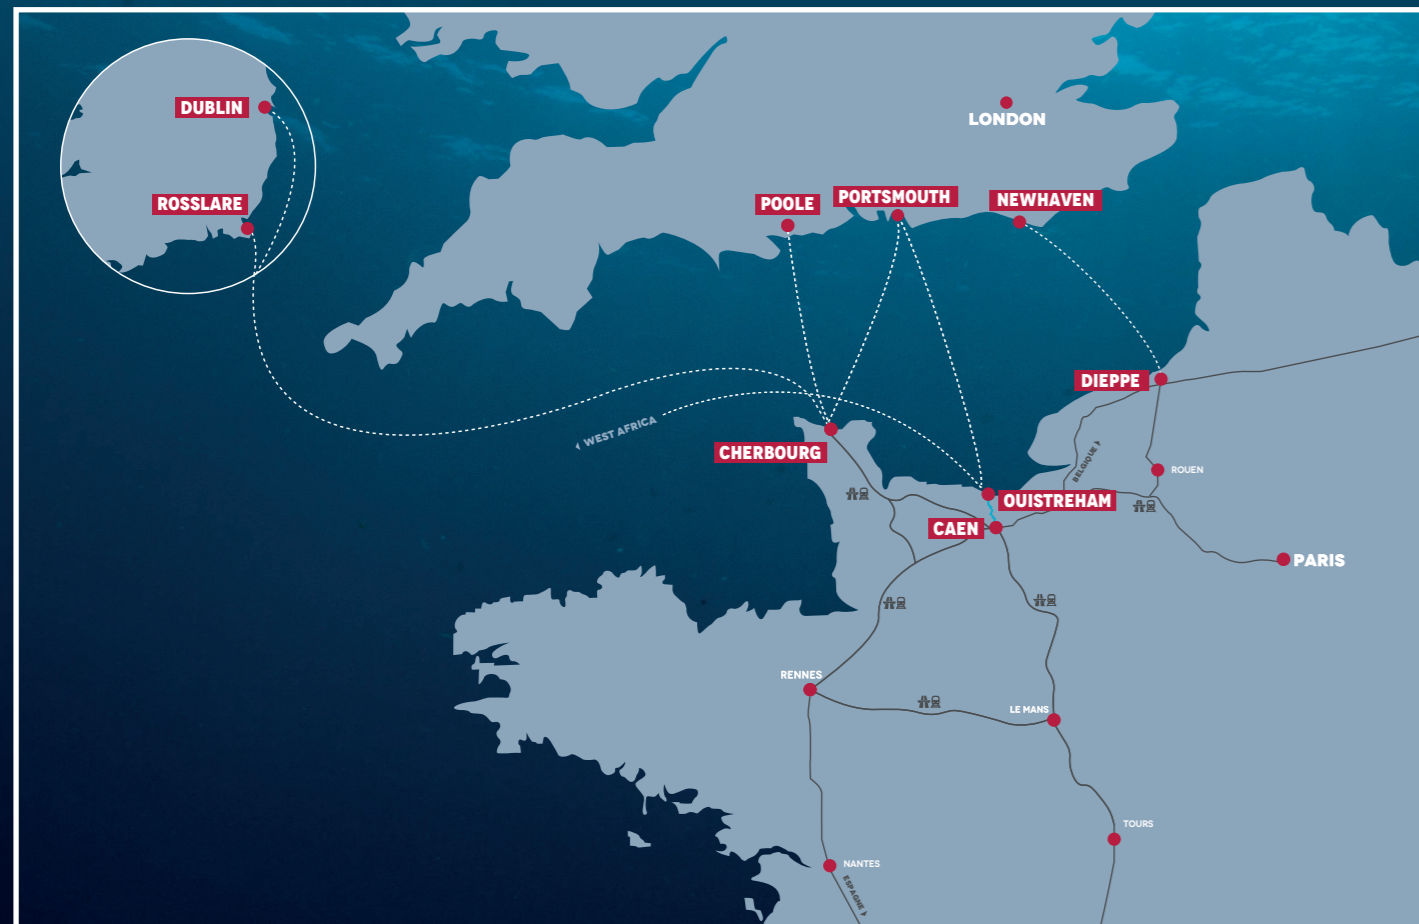 DUBLIN
LONDON
ROSSLARE
POOLE
PORTSMOUTH
NEWHAVEN
DIEPPE
WEST AFRICA
CHERBOURG
BELGIQUE
ROUEN
OUISTREHAM
CAEN
PARIS
RENNES
LE MANS
TOURS
NANTES
ESPAGNE